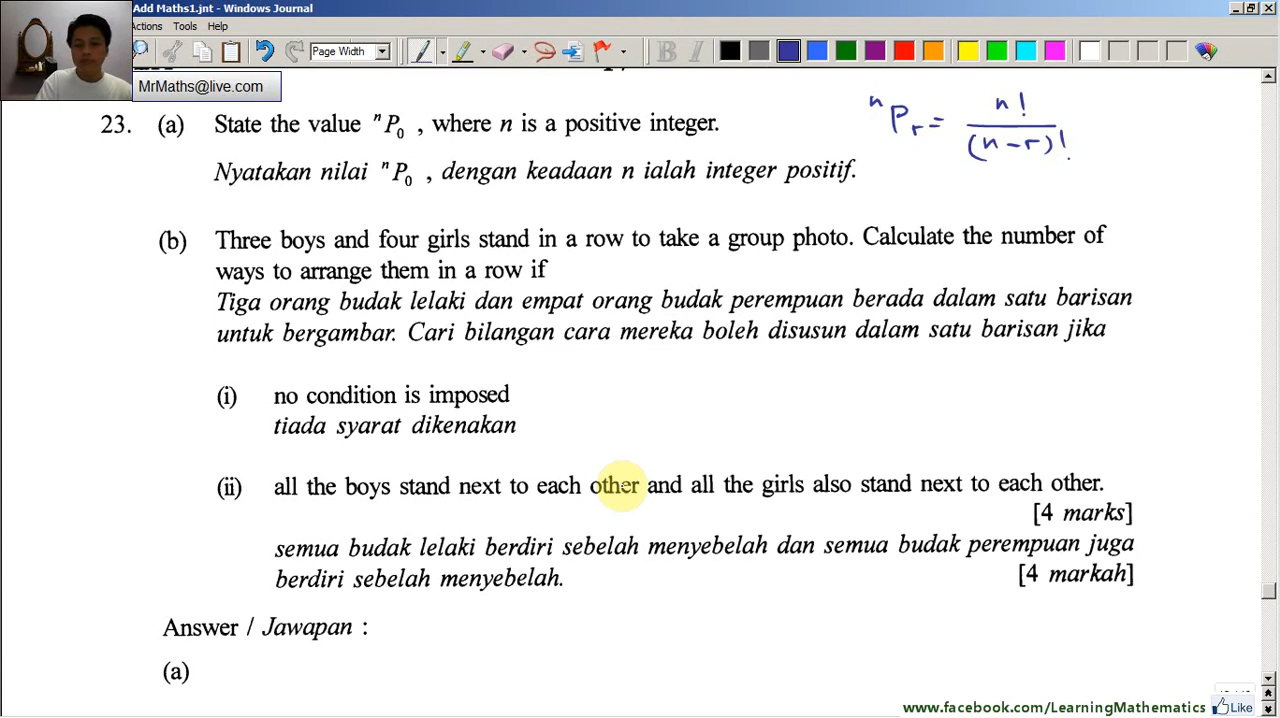 Add Maths1.jnt - Windows Journal
Actions Tools Help
Page Width
MrMaths@live.com
ⁿPᵣ = n! / (n-r)!
23. (a) State the value ⁿP₀ , where n is a positive integer.
Nyatakan nilai ⁿP₀ , dengan keadaan n ialah integer positif.
(b) Three boys and four girls stand in a row to take a group photo. Calculate the number of
ways to arrange them in a row if
Tiga orang budak lelaki dan empat orang budak perempuan berada dalam satu barisan
untuk bergambar. Cari bilangan cara mereka boleh disusun dalam satu barisan jika
(i) no condition is imposed
tiada syarat dikenakan
(ii) all the boys stand next to each other and all the girls also stand next to each other.
[4 marks]
semua budak lelaki berdiri sebelah menyebelah dan semua budak perempuan juga
berdiri sebelah menyebelah. [4 markah]
Answer / Jawapan :
(a)
www.facebook.com/LearningMathematics Like